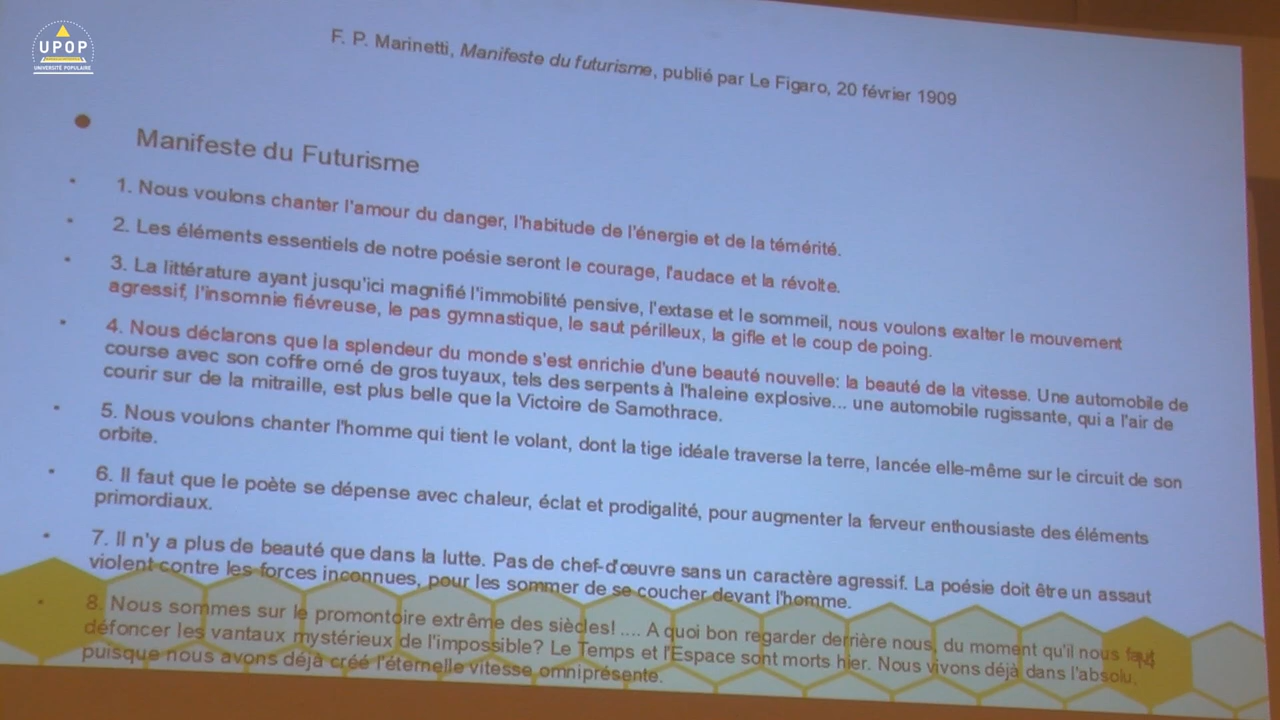 UPOP
UNIVERSITÉ POPULAIRE
F. P. Marinetti, Manifeste du futurisme, publié par Le Figaro, 20 février 1909
Manifeste du Futurisme
1. Nous voulons chanter l'amour du danger, l'habitude de l'énergie et de la témérité.
2. Les éléments essentiels de notre poésie seront le courage, l'audace et la révolte.
3. La littérature ayant jusqu'ici magnifié l'immobilité pensive, l'extase et le sommeil, nous voulons exalter le mouvement
agressif, l'insomnie fiévreuse, le pas gymnastique, le saut périlleux, la gifle et le coup de poing.
4. Nous déclarons que la splendeur du monde s'est enrichie d'une beauté nouvelle: la beauté de la vitesse. Une automobile de
course avec son coffre orné de gros tuyaux, tels des serpents à l'haleine explosive... une automobile rugissante, qui a l'air de
courir sur de la mitraille, est plus belle que la Victoire de Samothrace.
5. Nous voulons chanter l'homme qui tient le volant, dont la tige idéale traverse la terre, lancée elle-même sur le circuit de son
orbite.
6. Il faut que le poète se dépense avec chaleur, éclat et prodigalité, pour augmenter la ferveur enthousiaste des éléments
primordiaux.
7. Il n'y a plus de beauté que dans la lutte. Pas de chef-d'œuvre sans un caractère agressif. La poésie doit être un assaut
violent contre les forces inconnues, pour les sommer de se coucher devant l'homme.
8. Nous sommes sur le promontoire extrême des siècles! .... A quoi bon regarder derrière nous, du moment qu'il nous faut
défoncer les vantaux mystérieux de l'impossible? Le Temps et l'Espace sont morts hier. Nous vivons déjà dans l'absolu,
puisque nous avons déjà créé l'éternelle vitesse omniprésente.